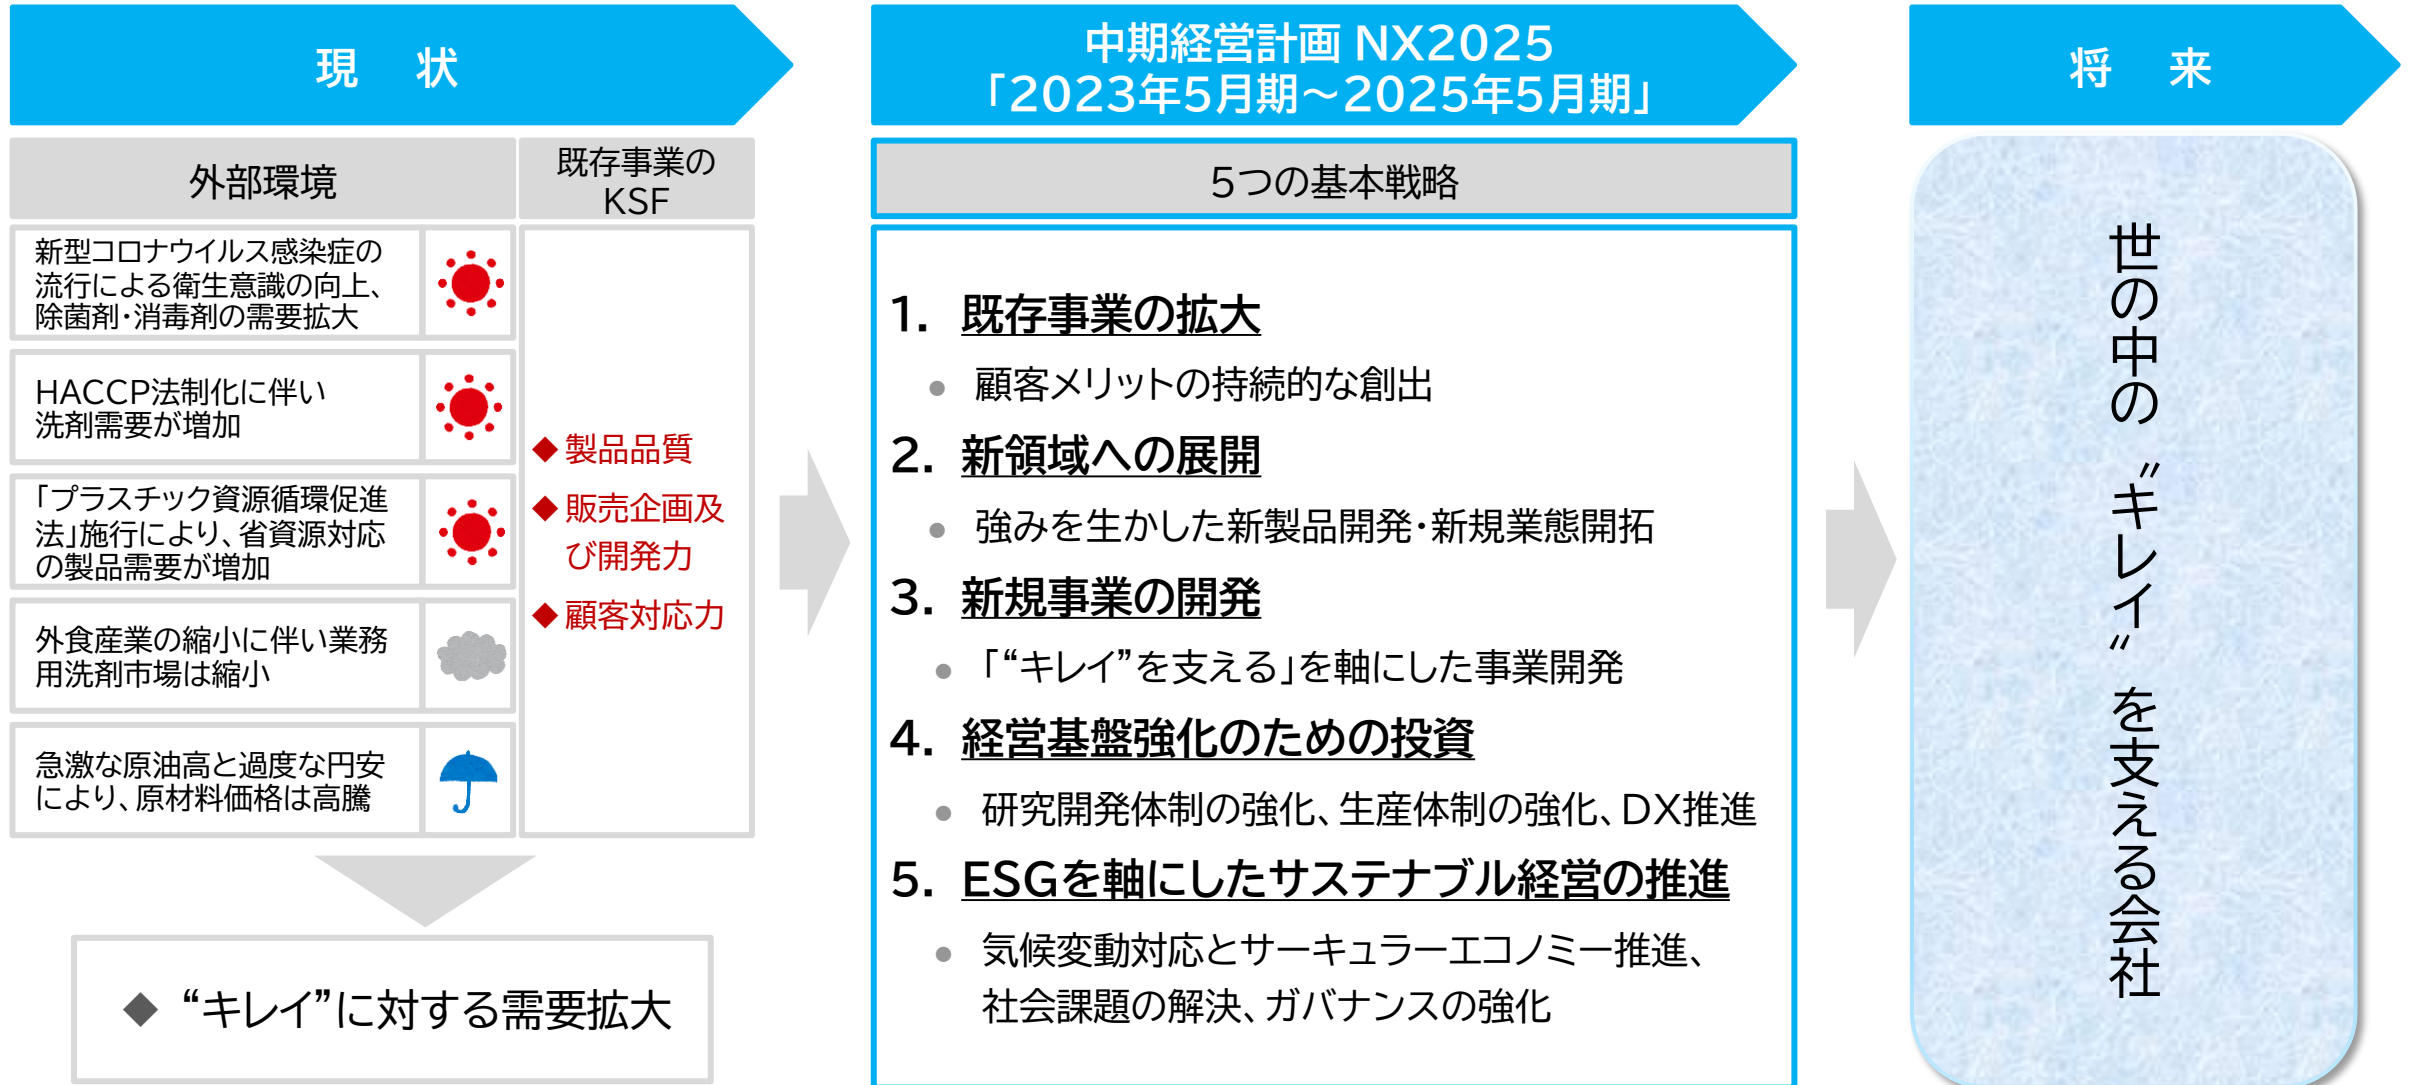 現　状
外部環境
既存事業の
KSF
新型コロナウイルス感染症の
流行による衛生意識の向上、
除菌剤・消毒剤の需要拡大
HACCP法制化に伴い
洗剤需要が増加
「プラスチック資源循環促進
法」施行により、省資源対応
の製品需要が増加
外食産業の縮小に伴い業務
用洗剤市場は縮小
急激な原油高と過度な円安
により、原材料価格は高騰
◆製品品質
◆販売企画及
び開発力
◆顧客対応力
◆ “キレイ”に対する需要拡大
中期経営計画 NX2025
「2023年5月期～2025年5月期」
5つの基本戦略
1. 既存事業の拡大
● 顧客メリットの持続的な創出
2. 新領域への展開
● 強みを生かした新製品開発・新規業態開拓
3. 新規事業の開発
● 「“キレイ”を支える」を軸にした事業開発
4. 経営基盤強化のための投資
● 研究開発体制の強化、生産体制の強化、DX推進
5. ESGを軸にしたサステナブル経営の推進
● 気候変動対応とサーキュラーエコノミー推進、
社会課題の解決、ガバナンスの強化
将　来
世の中の〝キレイ〟を支える会社